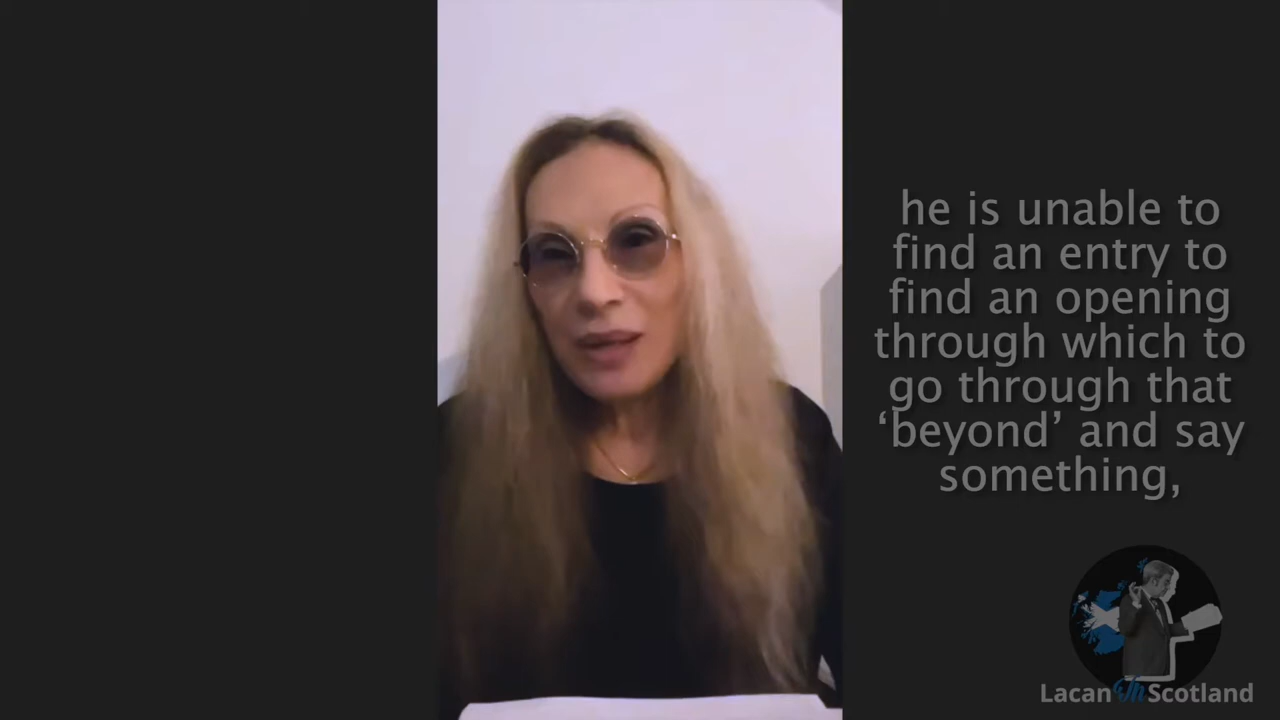 he is unable to
find an entry to
find an opening
through which to
go through that
‘beyond’ and say
something,
Lacan in Scotland